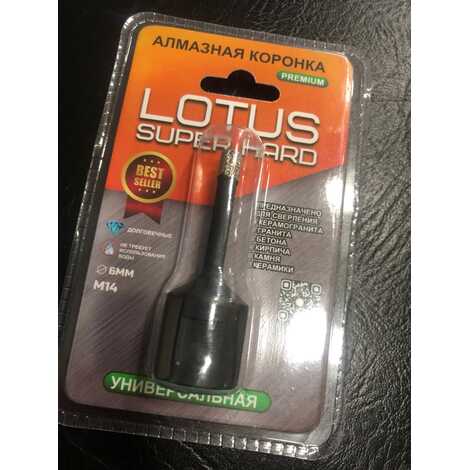 АЛМАЗНАЯ КОРОНКА
PREMIUM
LOTUS
SUPER HARD
BEST
SELLER
ДОЛГОВЕЧНЫЕ
НЕ ТРЕБУЕТ
ИСПОЛЬЗОВАНИЯ
ВОДЫ
Ø 6ММ
М14
ПРЕДНАЗНАЧЕНО
ДЛЯ СВЕРЛЕНИЯ
КЕРАМОГРАНИТА
ГРАНИТА
БЕТОНА
КИРПИЧА
КАМНЯ
КЕРАМИКИ
УНИВЕРСАЛЬНАЯ